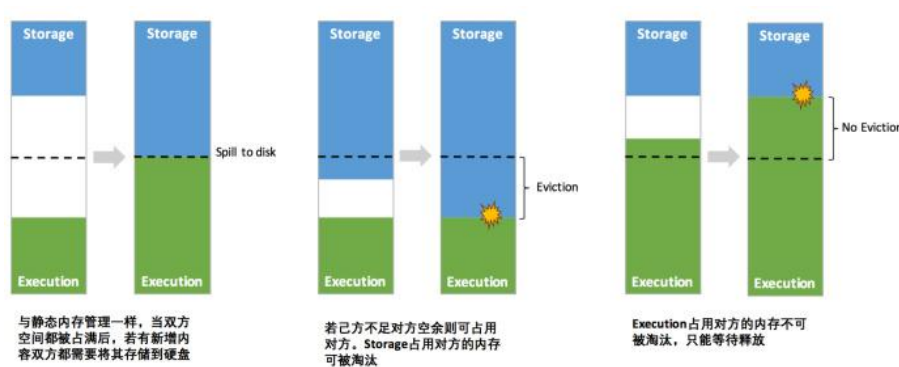 Storage
Storage
Storage
Storage
Storage
Storage
Spill to disk
Eviction
No Eviction
Execution
Execution
Execution
Execution
Execution
Execution
与静态内存管理一样，当双方
空间都被占满后，若有新增内
容双方都需要将其存储到硬盘
若己方不足对方空余则可占用
对方。Storage占用对方的内存
可被淘汰
Execution占用对方的内存不可
被淘汰，只能等待释放